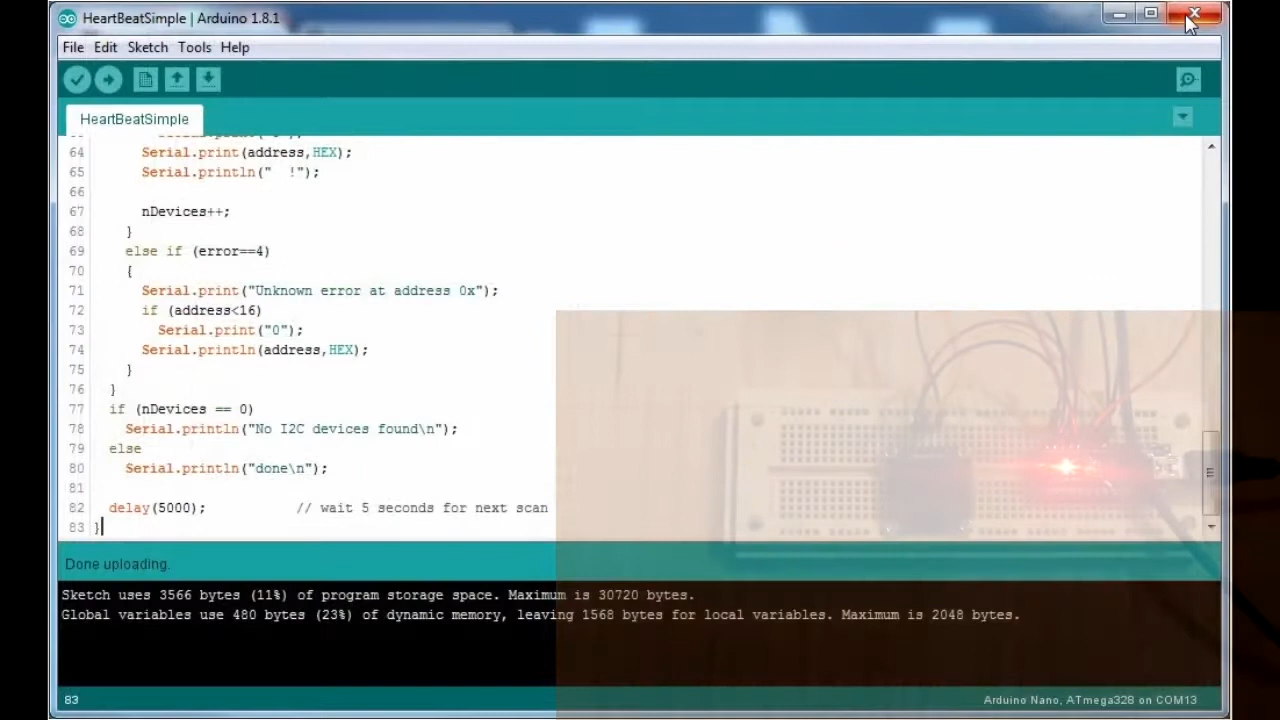 HeartBeatSimple | Arduino 1.8.1
File Edit Sketch Tools Help
HeartBeatSimple
64 Serial.print(address,HEX);
65 Serial.println("  !");
66
67 nDevices++;
68 }
69 else if (error==4)
70 {
71 Serial.print("Unknown error at address 0x");
72 if (address<16)
73 Serial.print("0");
74 Serial.println(address,HEX);
75 }
76 }
77 if (nDevices == 0)
78 Serial.println("No I2C devices found\n");
79 else
80 Serial.println("done\n");
81
82 delay(5000); // wait 5 seconds for next scan
83 }
Done uploading.
Sketch uses 3566 bytes (11%) of program storage space. Maximum is 30720 bytes.
Global variables use 480 bytes (23%) of dynamic memory, leaving 1568 bytes for local variables. Maximum is 2048 bytes.
83 Arduino Nano, ATmega328 on COM13